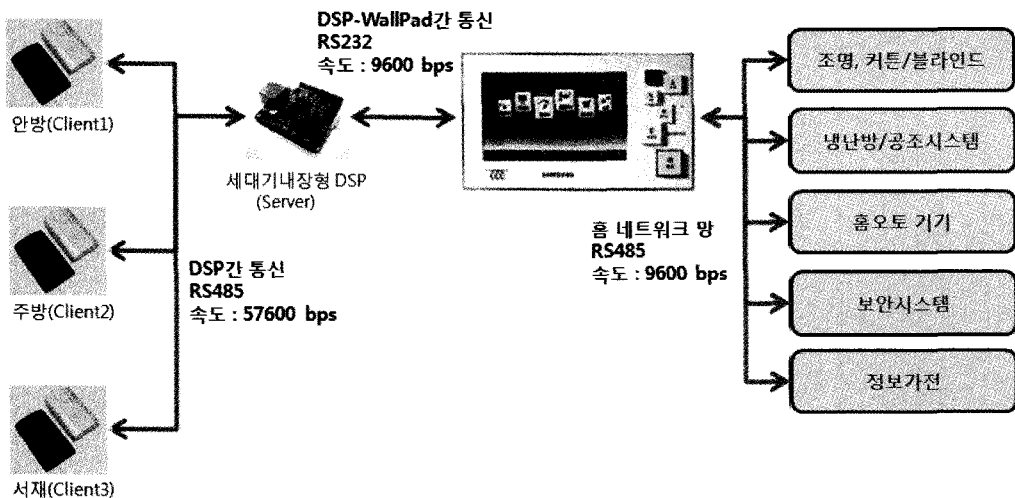 DSP-WallPad간 통신
RS232
속도 : 9600 bps
안방(Client1)
세대기내장형 DSP
(Server)
주방(Client2)
DSP간 통신
RS485
속도 : 57600 bps
서재(Client3)
홈 네트워크 망
RS485
속도 : 9600 bps
조명, 커튼/블라인드
냉난방/공조시스템
홈오토 기기
보안시스템
정보가전
SAMSUNG